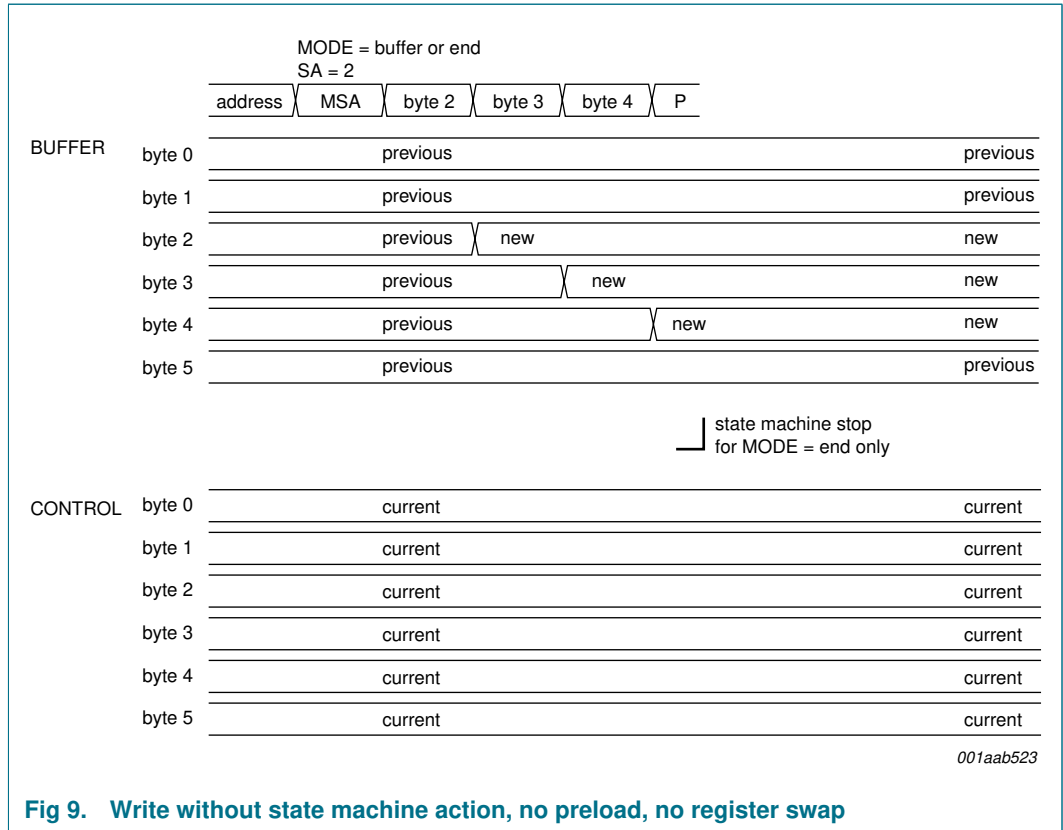 MODE = buffer or end
SA = 2
address MSA byte 2 byte 3 byte 4 P
BUFFER byte 0 previous previous
byte 1 previous previous
byte 2 previous new new
byte 3 previous new new
byte 4 previous new new
byte 5 previous previous
state machine stop
for MODE = end only
CONTROL byte 0 current current
byte 1 current current
byte 2 current current
byte 3 current current
byte 4 current current
byte 5 current current
001aab523
Fig 9. Write without state machine action, no preload, no register swap